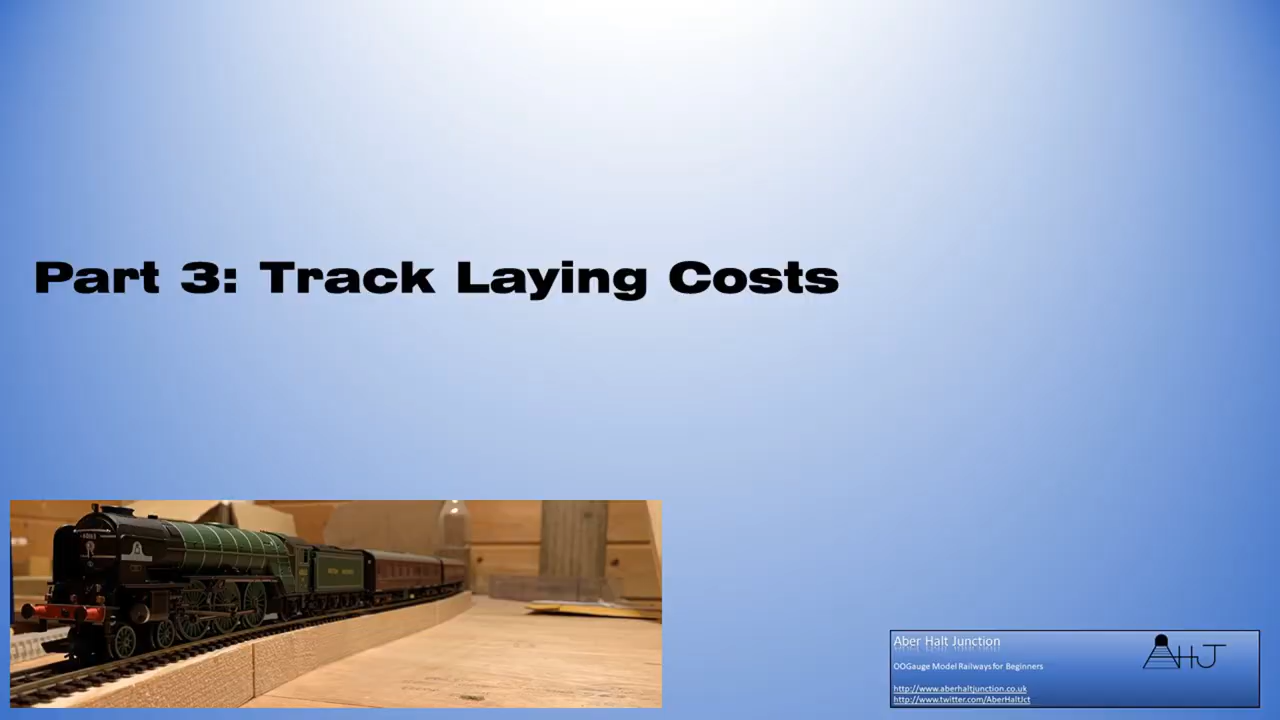 Part 3: Track Laying Costs
Aber Halt Junction
AHJ
OOGauge Model Railways for Beginners
http://www.aberhaltjunction.co.uk
http://www.twitter.com/AberHaltJct